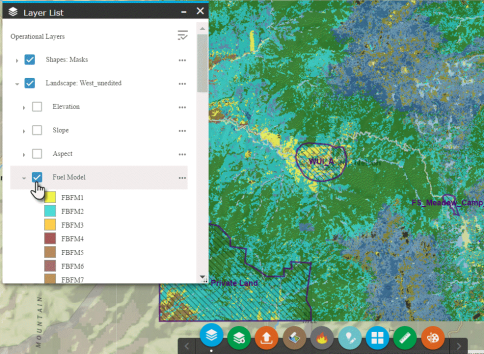 Layer List
Operational Layers
Shapes: Masks
Landscape: West_unedited
Elevation
Slope
Aspect
Fuel Model
FBFM1
FBFM2
FBFM3
FBFM4
FBFM5
FBFM6
FBFM7
WUI_A
FS_Meadow_Camp
Private Land
MOUNTAIN